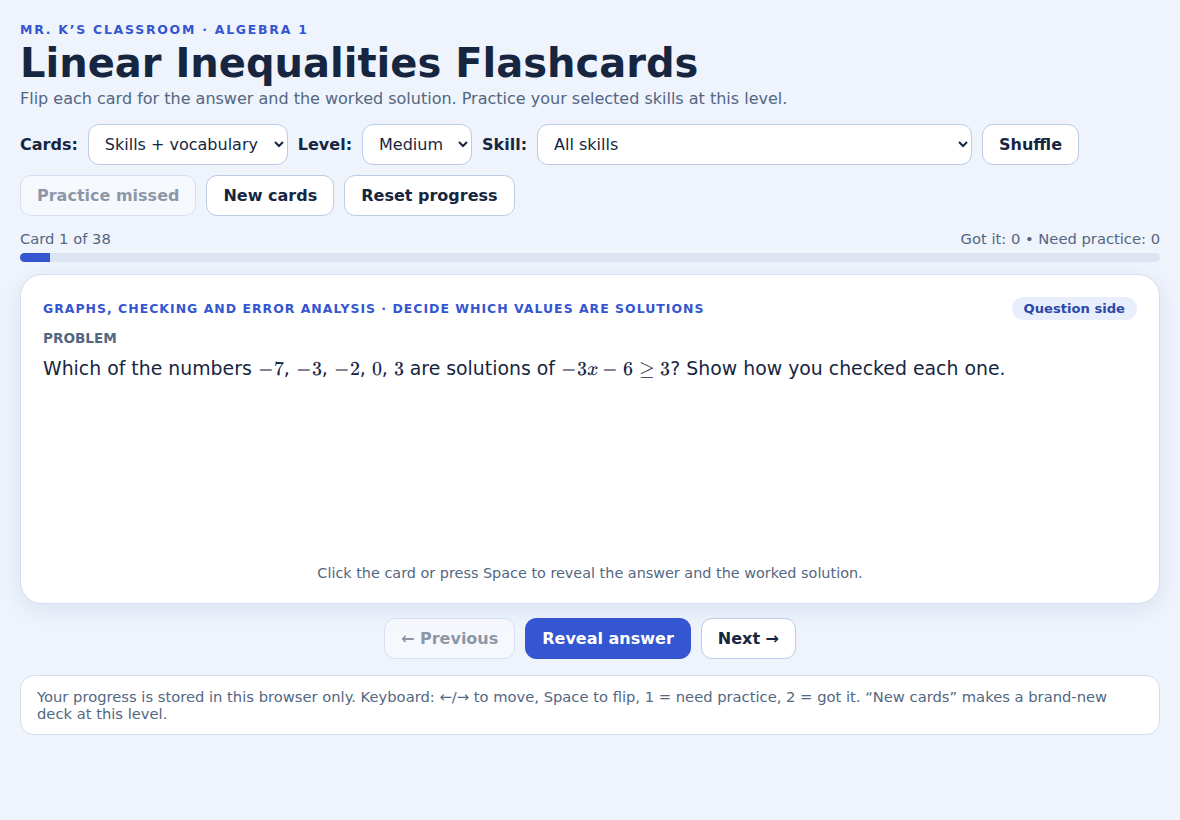 MR. K’S CLASSROOM · ALGEBRA 1
Linear Inequalities Flashcards
Flip each card for the answer and the worked solution. Practice your selected skills at this level.
Cards: Skills + vocabulary Level: Medium Skill: All skills Shuffle
Practice missed New cards Reset progress
Card 1 of 38 Got it: 0 • Need practice: 0
GRAPHS, CHECKING AND ERROR ANALYSIS · DECIDE WHICH VALUES ARE SOLUTIONS Question side
PROBLEM
Which of the numbers −7, −3, −2, 0, 3 are solutions of −3x − 6 ≥ 3? Show how you checked each one.
Click the card or press Space to reveal the answer and the worked solution.
← Previous Reveal answer Next →
Your progress is stored in this browser only. Keyboard: ←/→ to move, Space to flip, 1 = need practice, 2 = got it. “New cards” makes a brand-new
deck at this level.